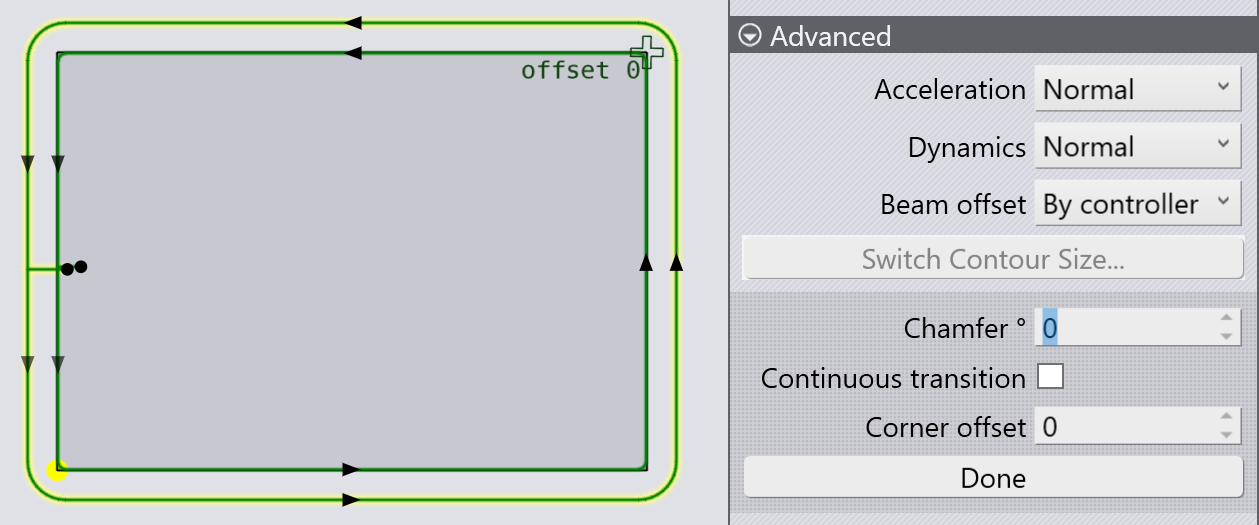 offset 0
Advanced
Acceleration Normal
Dynamics Normal
Beam offset By controller
Switch Contour Size...
Chamfer ° 0
Continuous transition
Corner offset 0
Done